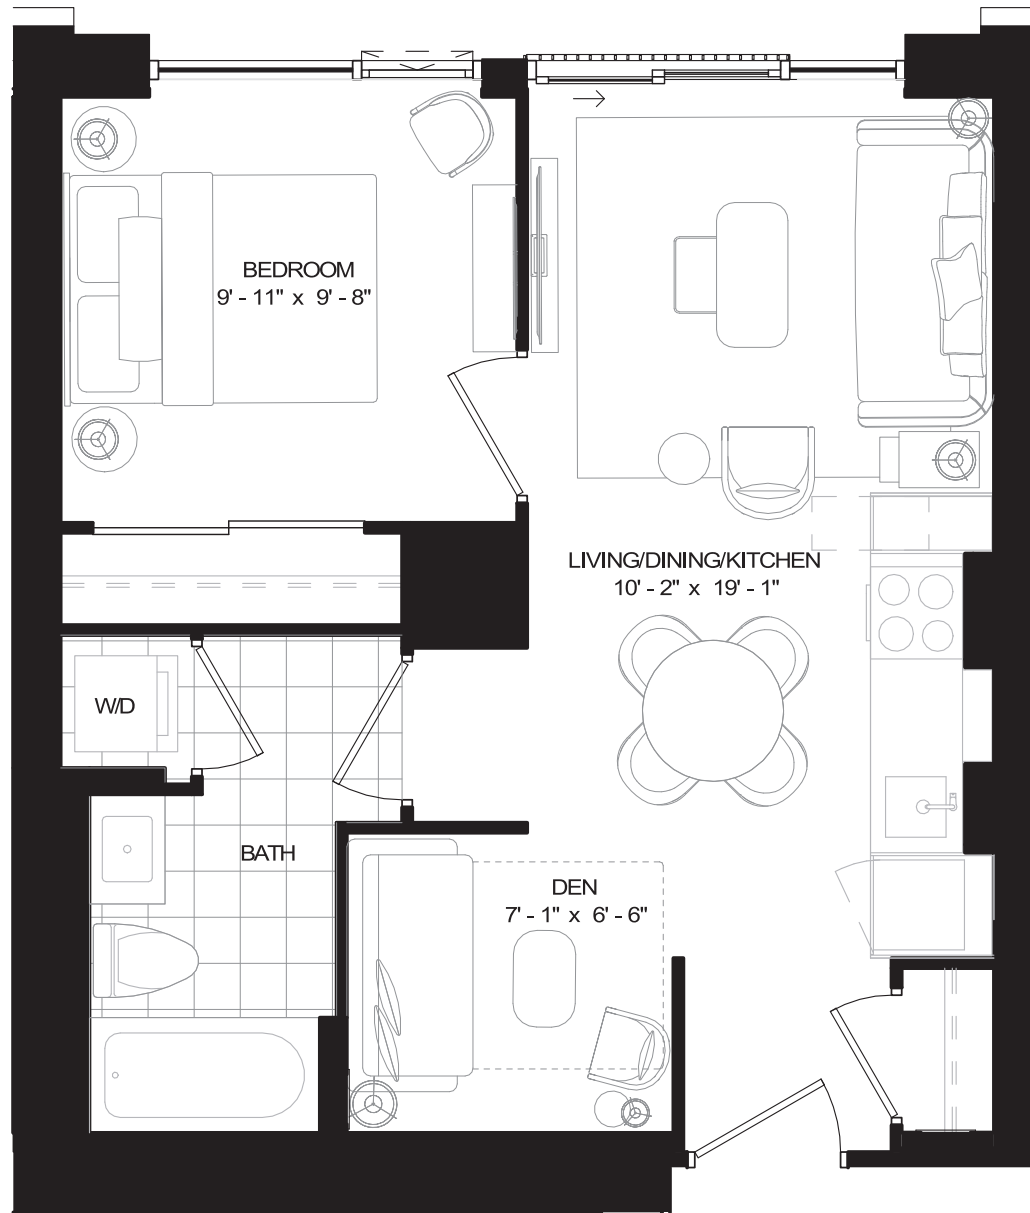 BEDROOM
9' - 11" x 9' - 8"
LIVING/DINING/KITCHEN
10' - 2" x 19' - 1"
W/D
BATH
DEN
7' - 1" x 6' - 6"